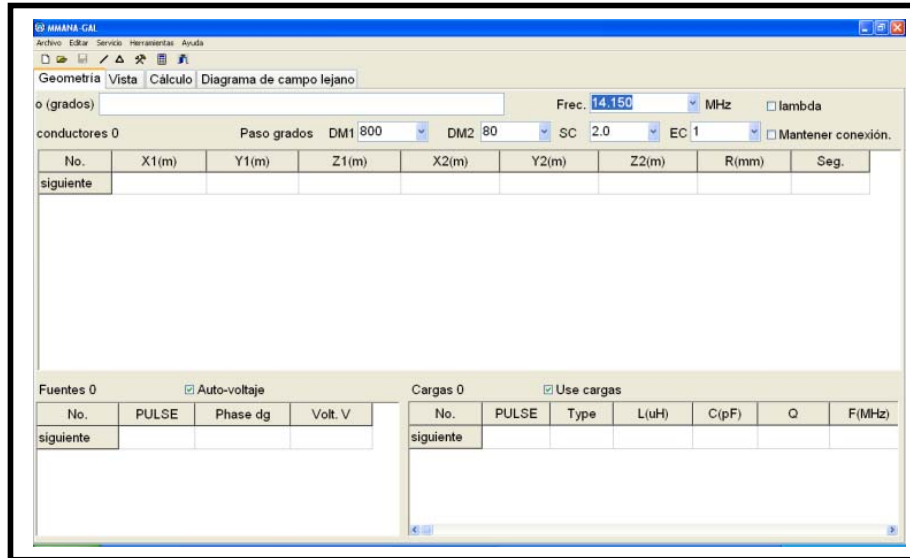 MMANA-GAL
Archivo Editar Servicio Herramientas Ayuda
Geometría Vista Cálculo Diagrama de campo lejano
o (grados) Frec. 14.150 MHz lambda
conductores 0 Paso grados DM1 800 DM2 80 SC 2.0 EC 1 Mantener conexión.
No. X1(m) Y1(m) Z1(m) X2(m) Y2(m) Z2(m) R(mm) Seg.
siguiente
Fuentes 0 Auto-voltaje Cargas 0 Use cargas
No. PULSE Phase dg Volt. V No. PULSE Type L(uH) C(pF) Q F(MHz)
siguiente siguiente